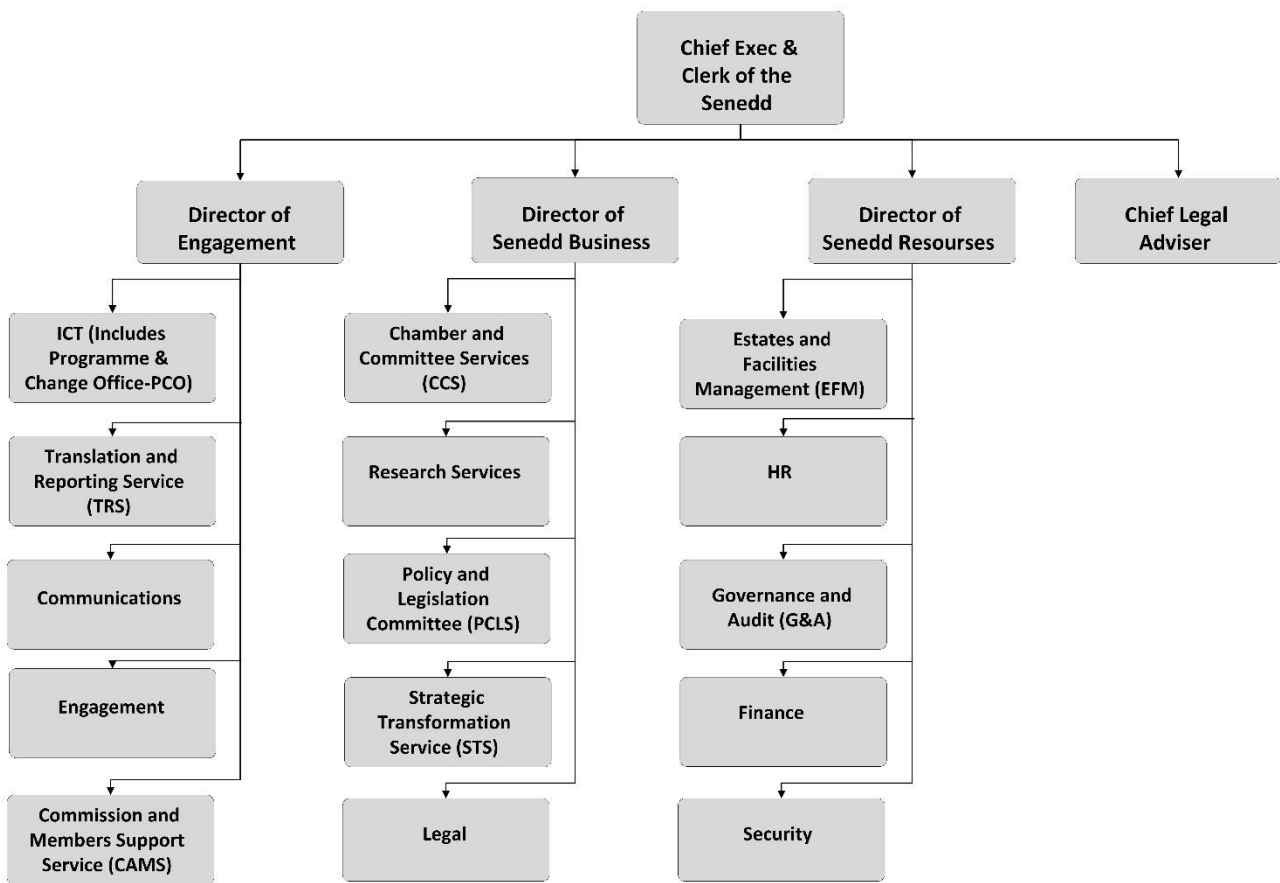 Chief Exec &
Clerk of the
Senedd
Director of
Engagement
Director of
Senedd Business
Director of
Senedd Resourses
Chief Legal
Adviser
ICT (Includes
Programme &
Change Office-PCO)
Translation and
Reporting Service
(TRS)
Communications
Engagement
Commission and
Members Support
Service (CAMS)
Chamber and
Committee Services
(CCS)
Research Services
Policy and
Legislation
Committee (PCLS)
Strategic
Transformation
Service (STS)
Legal
Estates and
Facilities
Management (EFM)
HR
Governance and
Audit (G&A)
Finance
Security